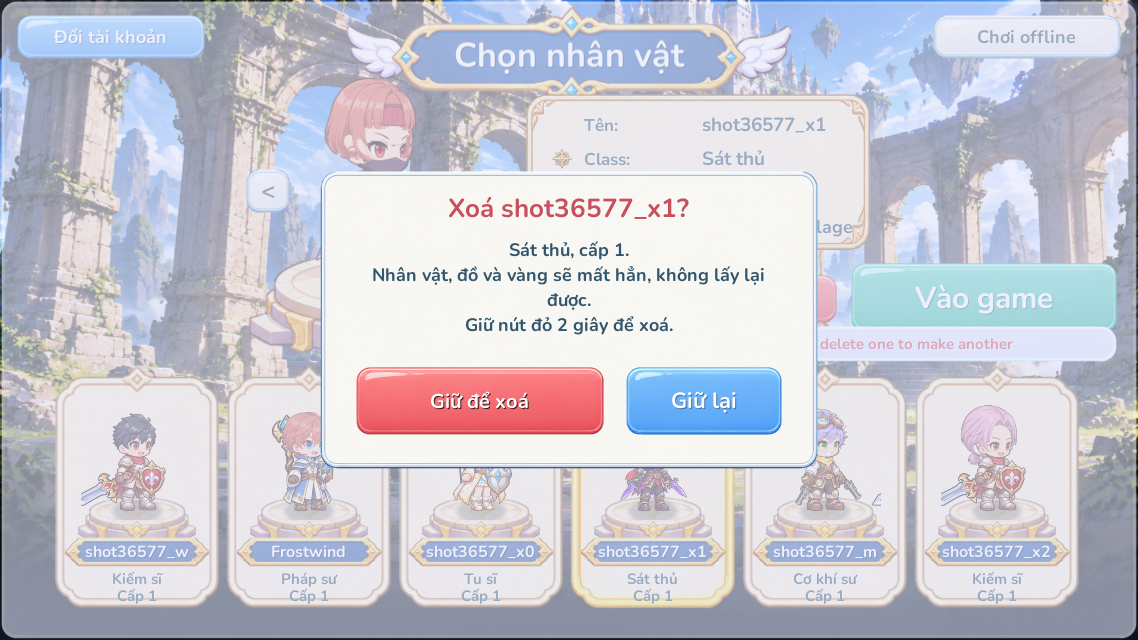 Đổi tài khoản
Chọn nhân vật
Chơi offline
Tên: shot36577_x1
Class: Sát thủ
<
lage
Xoá shot36577_x1?
Sát thủ, cấp 1.
Nhân vật, đồ và vàng sẽ mất hẳn, không lấy lại
được.
Giữ nút đỏ 2 giây để xoá.
Vào game
delete one to make another
Giữ để xoá
Giữ lại
shot36577_w
Kiếm sĩ
Cấp 1
Frostwind
Pháp sư
Cấp 1
shot36577_x0
Tu sĩ
Cấp 1
shot36577_x1
Sát thủ
Cấp 1
shot36577_m
Cơ khí sư
Cấp 1
shot36577_x2
Kiếm sĩ
Cấp 1